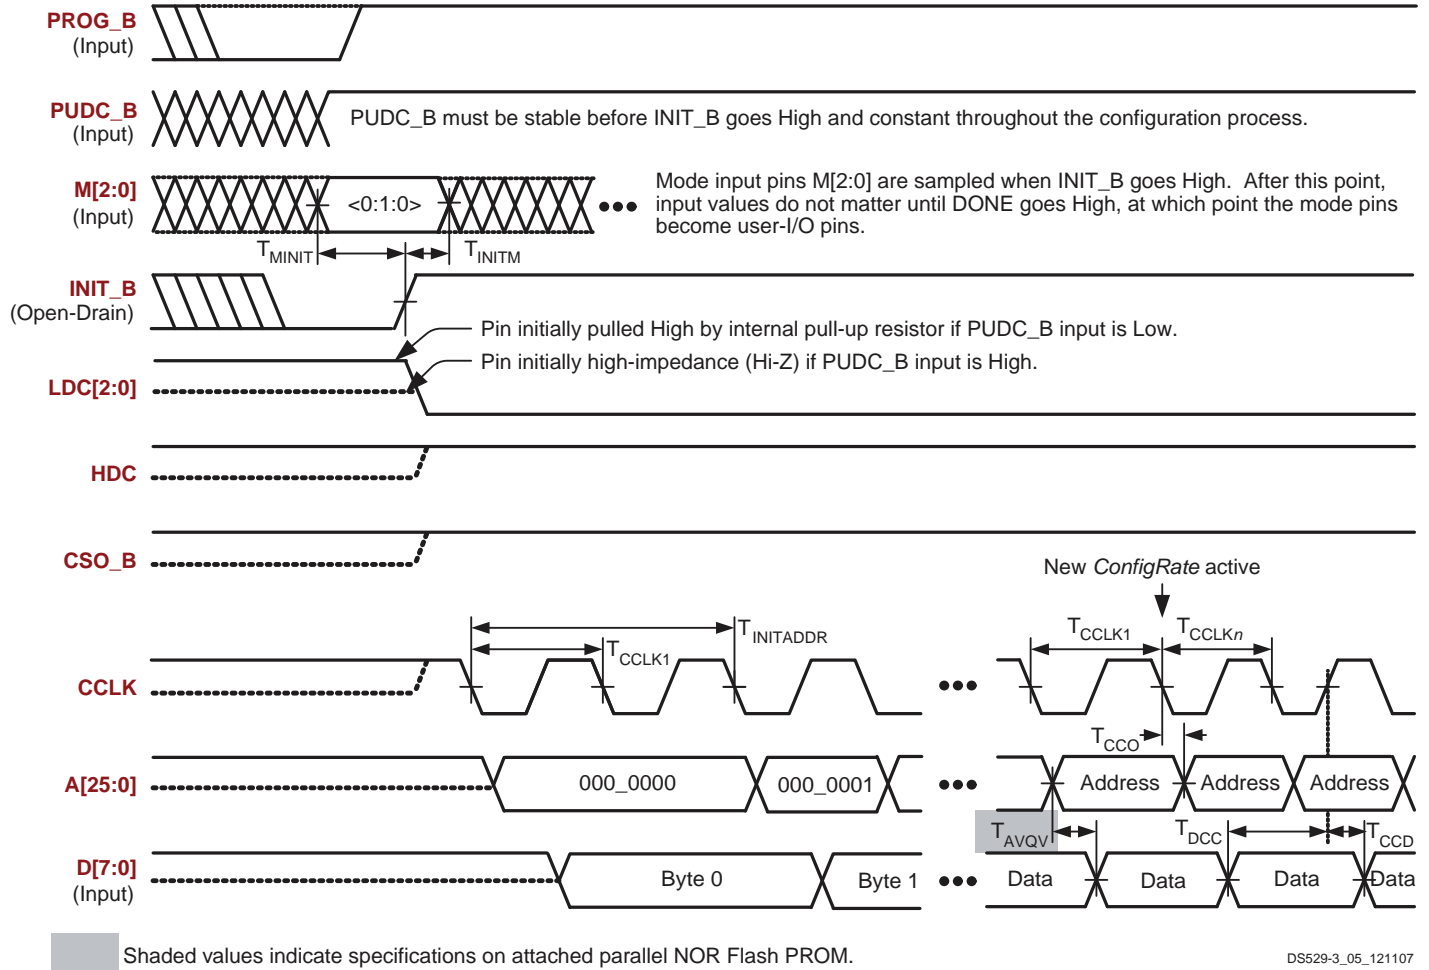 PROG_B
(Input)
PUDC_B
(Input)
PUDC_B must be stable before INIT_B goes High and constant throughout the configuration process.
M[2:0]
(Input)
<0:1:0>
Mode input pins M[2:0] are sampled when INIT_B goes High. After this point,
input values do not matter until DONE goes High, at which point the mode pins
become user-I/O pins.
TMINIT
TINITM
INIT_B
(Open-Drain)
Pin initially pulled High by internal pull-up resistor if PUDC_B input is Low.
Pin initially high-impedance (Hi-Z) if PUDC_B input is High.
LDC[2:0]
HDC
CSO_B
New ConfigRate active
TINITADDR
TCCLK1
TCCLK1
TCCLKn
CCLK
TCCO
A[25:0]
000_0000
000_0001
Address
Address
Address
TAVQV
TDCC
TCCD
D[7:0]
(Input)
Byte 0
Byte 1
Data
Data
Data
Data
Shaded values indicate specifications on attached parallel NOR Flash PROM.
DS529-3_05_121107